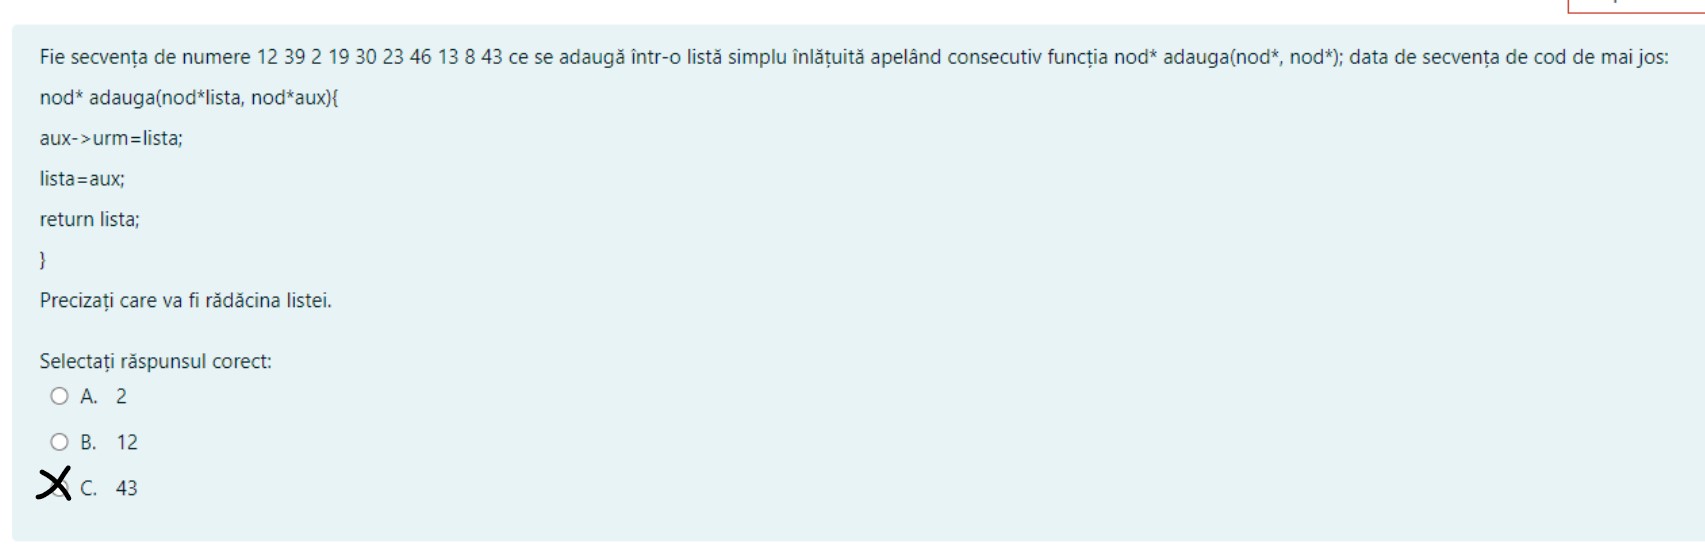 Fie secvența de numere 12 39 2 19 30 23 46 13 8 43 ce se adaugă într-o listă simplu înlățuită apelând consecutiv funcția nod* adauga(nod*, nod*); data de secvența de cod de mai jos:
nod* adauga(nod*lista, nod*aux){
aux->urm=lista;
lista=aux;
return lista;
}
Precizați care va fi rădăcina listei.
Selectați răspunsul corect:
A. 2
B. 12
C. 43